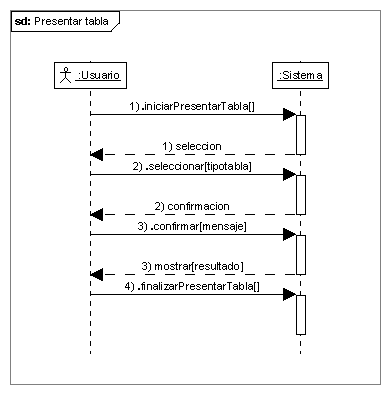 sd: Presentar tabla
:Usuario
:Sistema
1) .iniciarPresentarTabla[]
1) seleccion
2) .seleccionar[tipotabla]
2) confirmacion
3) .confirmar[mensaje]
3) mostrar[resultado]
4) .finalizarPresentarTabla[]